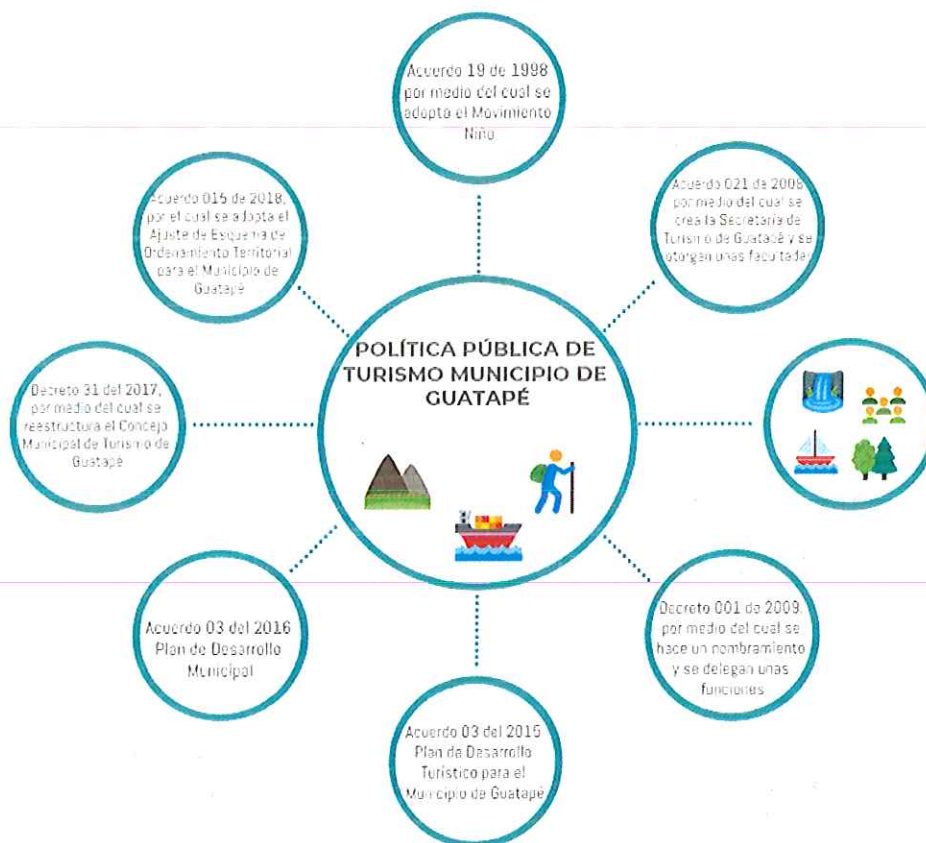 Acuerdo 19 de 1998
por medio del cual se
adopta el Movimiento
Niño
Acuerdo 021 de 2008
por medio del cual se
crea la Secretaría de
Turismo de Guatapé y se
otorgan unas facultades
Decreto 001 de 2009,
por medio del cual se
hace un nombramiento
y se delegan unas
funciones
Acuerdo 03 del 2015
Plan de Desarrollo
Turístico para el
Municipio de Guatapé
Acuerdo 03 del 2016
Plan de Desarrollo
Municipal
Decreto 31 del 2017,
por medio del cual se
reestructura el Concejo
Municipal de Turismo de
Guatapé
Acuerdo 015 de 2018,
por el cual se adopta el
Ajuste de Esquema de
Ordenamiento Territorial
para el Municipio de
Guatapé
POLÍTICA PÚBLICA DE
TURISMO MUNICIPIO DE
GUATAPÉ